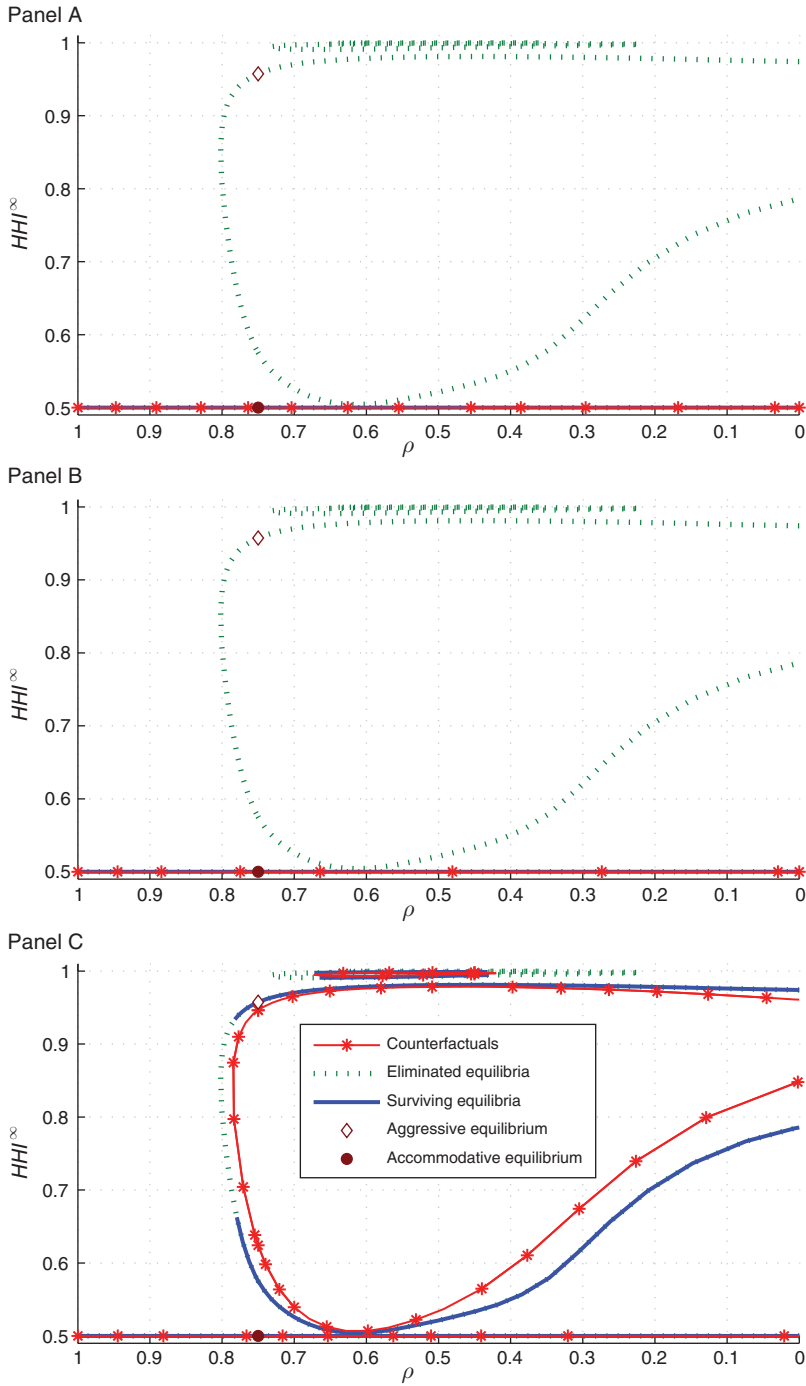 Panel A
1
0.9
0.8
0.7
0.6
0.5
HHI∞
1 0.9 0.8 0.7 0.6 0.5 0.4 0.3 0.2 0.1 0
ρ
Panel B
1
0.9
0.8
0.7
0.6
0.5
HHI∞
1 0.9 0.8 0.7 0.6 0.5 0.4 0.3 0.2 0.1 0
ρ
Panel C
1
0.9
0.8
0.7
0.6
0.5
HHI∞
Counterfactuals
Eliminated equilibria
Surviving equilibria
Aggressive equilibrium
Accommodative equilibrium
1 0.9 0.8 0.7 0.6 0.5 0.4 0.3 0.2 0.1 0
ρ